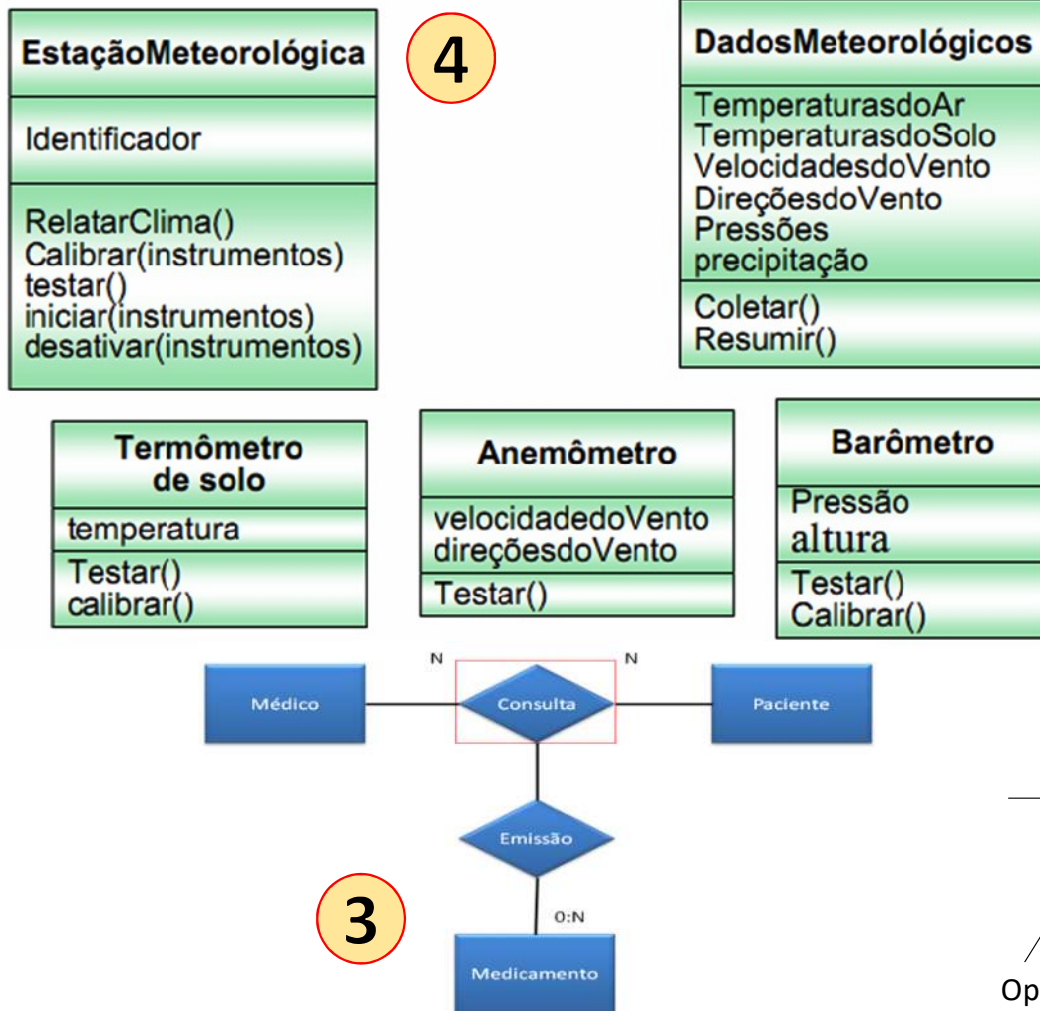 EstaçãoMeteorológica
Identificador
RelatarClima()
Calibrar(instrumentos)
testar()
iniciar(instrumentos)
desativar(instrumentos)
4
DadosMeteorológicos
TemperaturasdoAr
TemperaturasdoSolo
VelocidadesdoVento
DireçõesdoVento
Pressões
precipitação
Coletar()
Resumir()
Termômetro
de solo
temperatura
Testar()
calibrar()
Anemômetro
velocidadedoVento
direçõesdoVento
Testar()
Barômetro
Pressão
altura
Testar()
Calibrar()
N
N
Médico
Consulta
Paciente
Emissão
3
0:N
Medicamento
Op